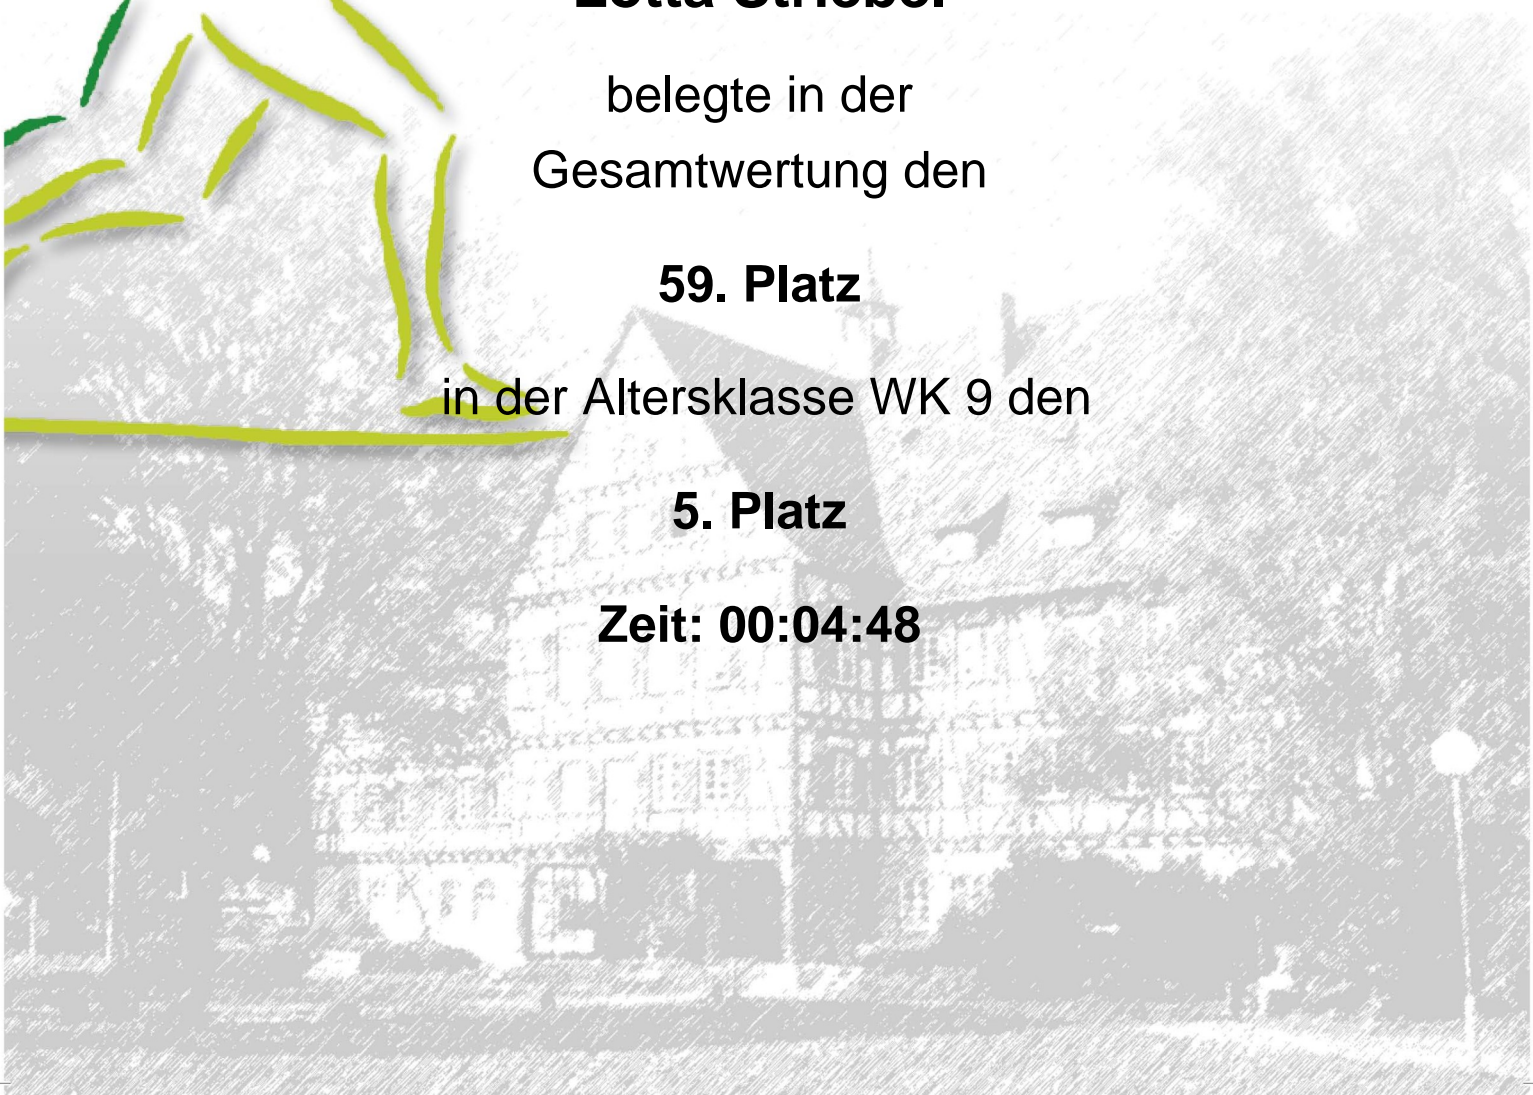 belegte in der
Gesamtwertung den
59. Platz
in der Altersklasse WK 9 den
5. Platz
Zeit: 00:04:48